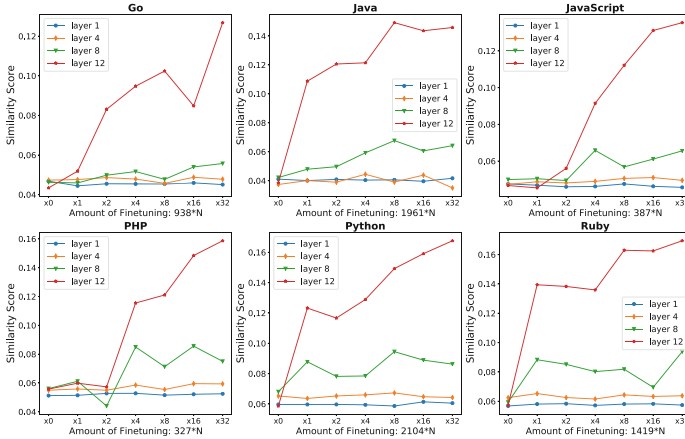 Go
Similarity Score
0.12
0.10
0.08
0.06
0.04
layer 1
layer 4
layer 8
layer 12
x0 x1 x2 x4 x8 x16 x32
Amount of Finetuning: 938*N
Java
Similarity Score
0.14
0.12
0.10
0.08
0.06
0.04
layer 1
layer 4
layer 8
layer 12
x0 x1 x2 x4 x8 x16 x32
Amount of Finetuning: 1961*N
JavaScript
Similarity Score
0.12
0.10
0.08
0.06
layer 1
layer 4
layer 8
layer 12
x0 x1 x2 x4 x8 x16 x32
Amount of Finetuning: 387*N
PHP
Similarity Score
0.16
0.14
0.12
0.10
0.08
0.06
0.04
layer 1
layer 4
layer 8
layer 12
x0 x1 x2 x4 x8 x16 x32
Amount of Finetuning: 327*N
Python
Similarity Score
0.16
0.14
0.12
0.10
0.08
0.06
layer 1
layer 4
layer 8
layer 12
x0 x1 x2 x4 x8 x16 x32
Amount of Finetuning: 2104*N
Ruby
Similarity Score
0.16
0.14
0.12
0.10
0.08
0.06
layer 1
layer 4
layer 8
layer 12
x0 x1 x2 x4 x8 x16 x3
Amount of Finetuning: 1419*N